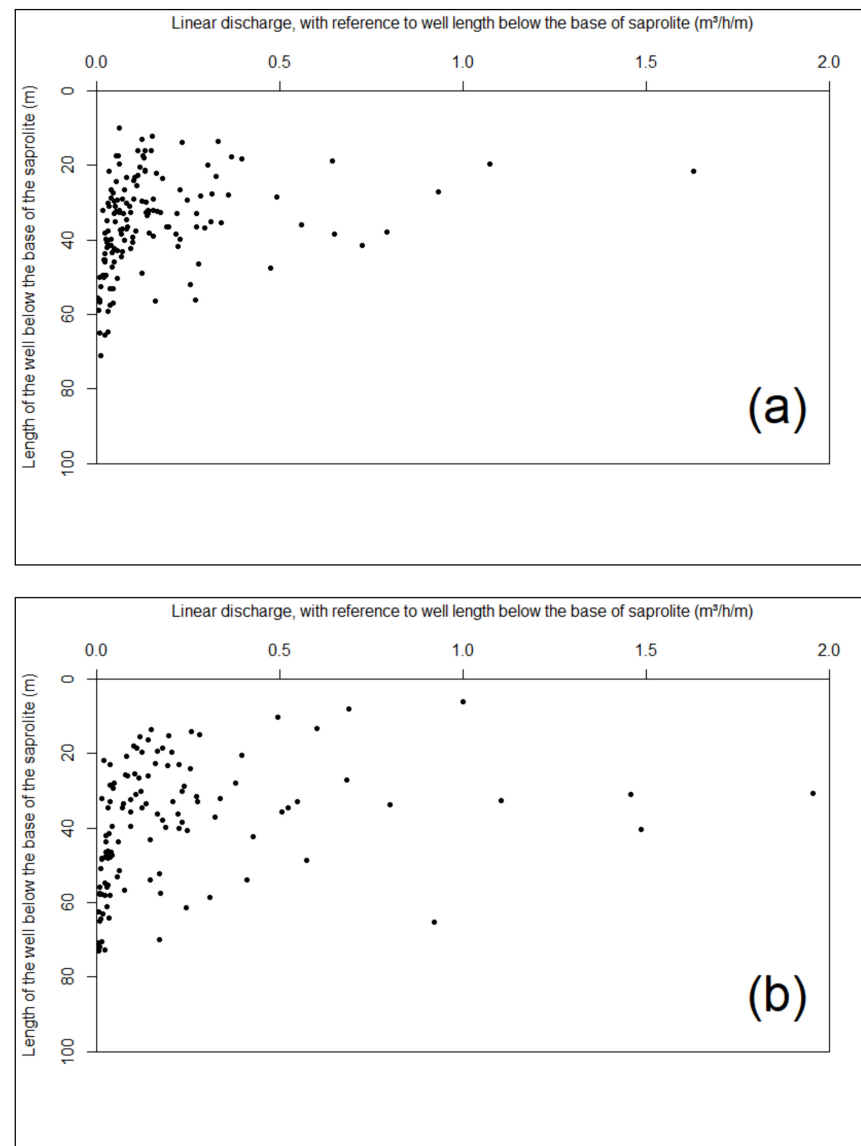 Linear discharge, with reference to well length below the base of saprolite (m³/h/m)
0.0 0.5 1.0 1.5 2.0
Length of the well below the base of the saprolite (m)
0
20
40
60
80
100
(a)
Linear discharge, with reference to well length below the base of saprolite (m³/h/m)
0.0 0.5 1.0 1.5 2.0
Length of the well below the base of the saprolite (m)
0
20
40
60
80
100
(b)